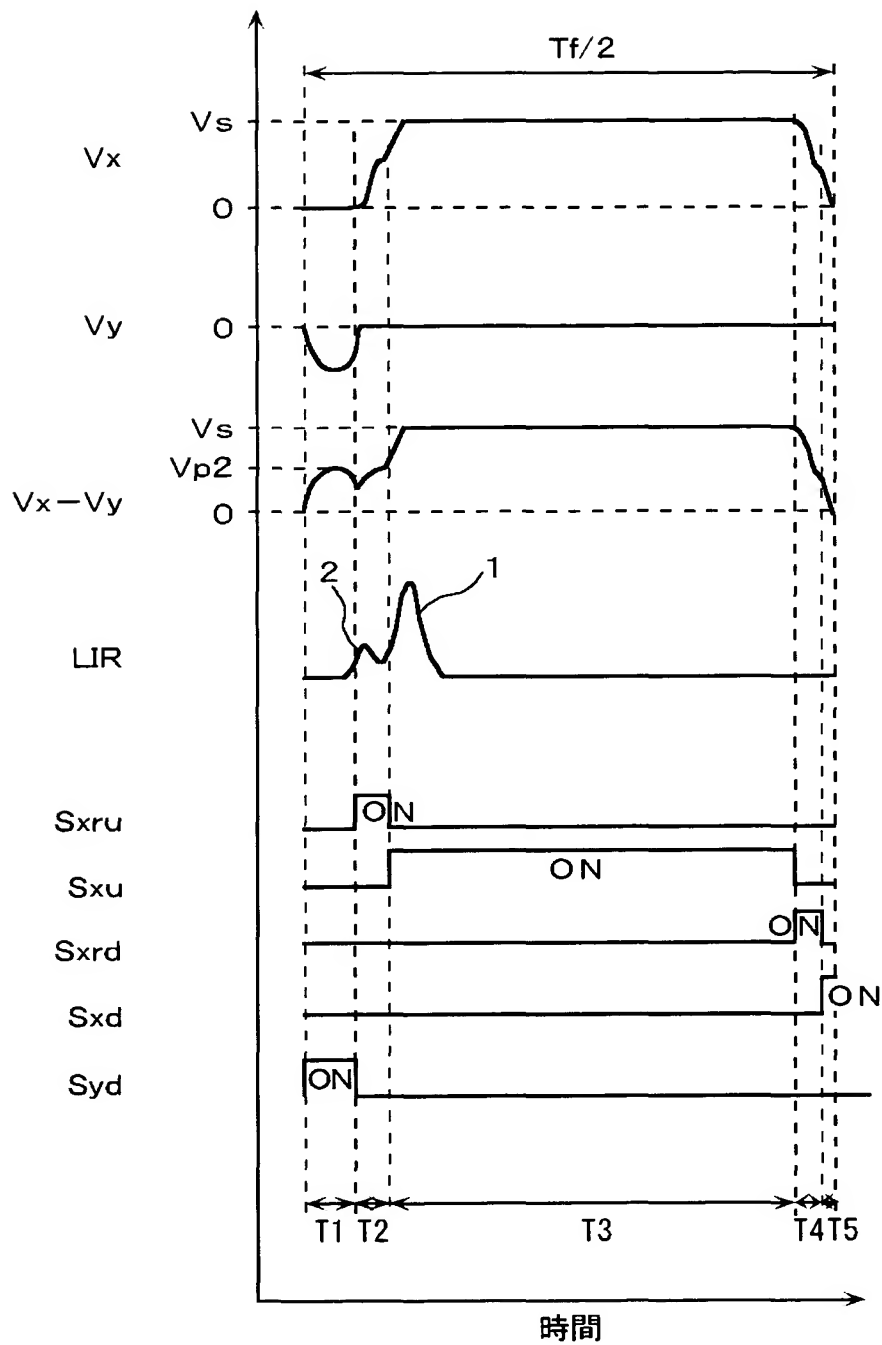 Tf/2
Vs
Vx
0
Vy
0
Vs
Vp2
Vx−Vy
0
2
1
LIR
Sxru
ON
Sxu
ON
Sxrd
ON
Sxd
ON
Syd
ON
T1 T2 T3 T4 T5
時間